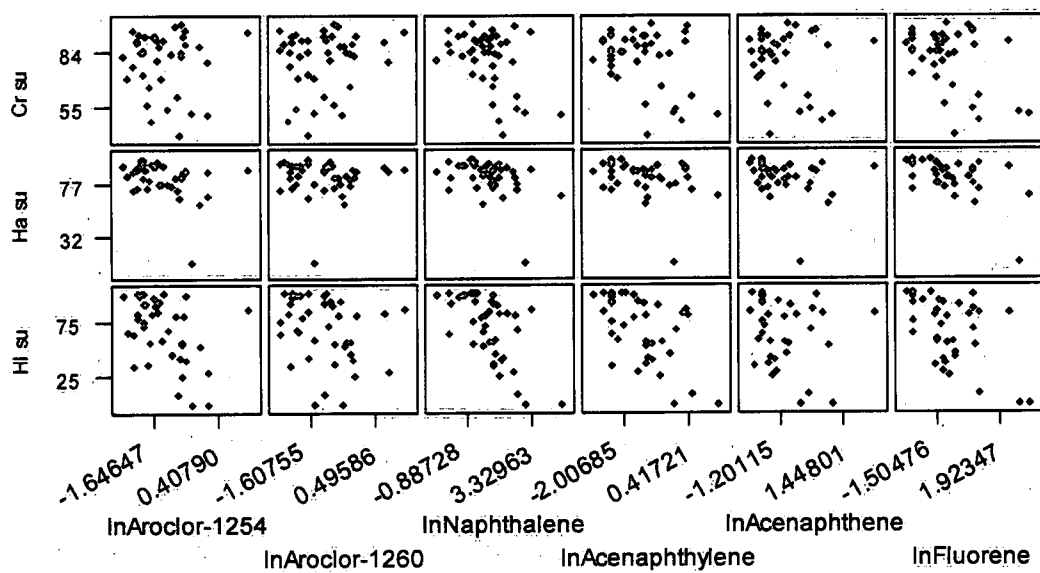 Cr su
84
55
Ha su
77
32
Hl su
75
25
-1.64647
0.40790
-1.60755
0.49586
-0.88728
3.32963
-2.00685
0.41721
-1.20115
1.44801
-1.50476
1.92347
lnAroclor-1254
lnNaphthalene
lnAcenaphthene
lnAroclor-1260
lnAcenaphthylene
lnFluorene